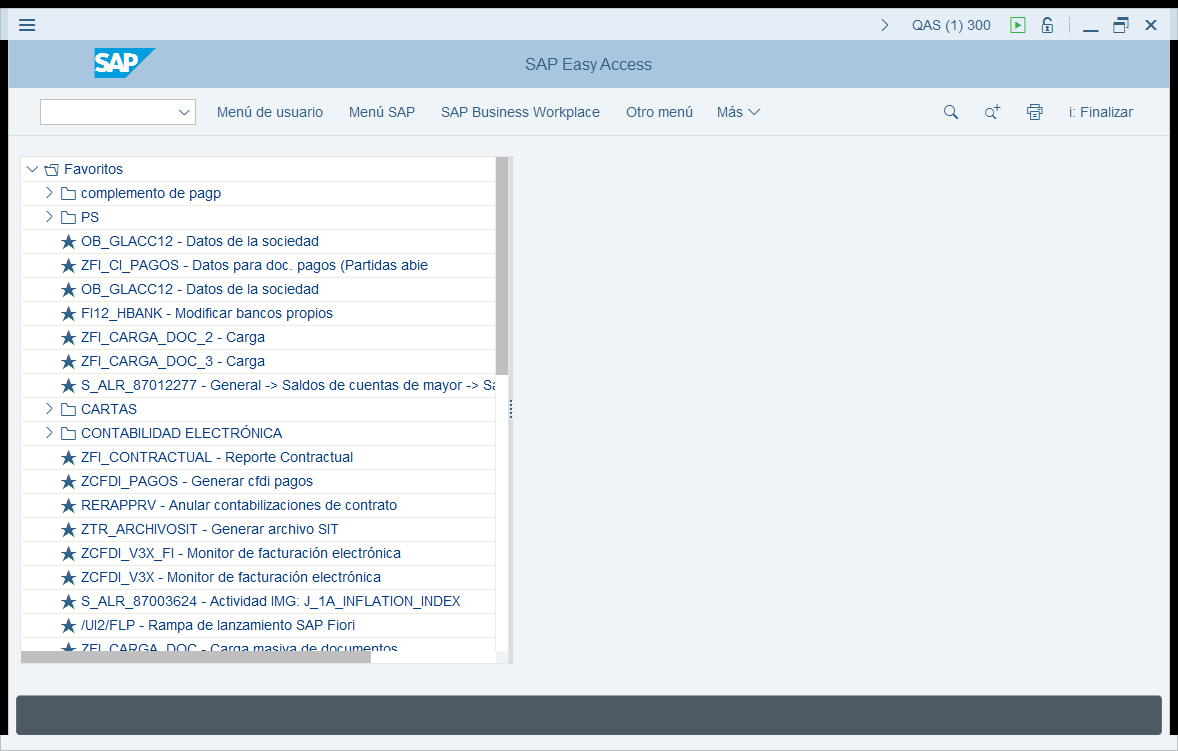 QAS (1) 300
SAP
SAP Easy Access
Menú de usuario Menú SAP SAP Business Workplace Otro menú Más i: Finalizar
Favoritos
complemento de pagp
PS
OB_GLACC12 - Datos de la sociedad
ZFI_CI_PAGOS - Datos para doc. pagos (Partidas abie
OB_GLACC12 - Datos de la sociedad
FI12_HBANK - Modificar bancos propios
ZFI_CARGA_DOC_2 - Carga
ZFI_CARGA_DOC_3 - Carga
S_ALR_87012277 - General -> Saldos de cuentas de mayor -> Sa
CARTAS
CONTABILIDAD ELECTRÓNICA
ZFI_CONTRACTUAL - Reporte Contractual
ZCFDI_PAGOS - Generar cfdi pagos
RERAPPRV - Anular contabilizaciones de contrato
ZTR_ARCHIVOSIT - Generar archivo SIT
ZCFDI_V3X_FI - Monitor de facturación electrónica
ZCFDI_V3X - Monitor de facturación electrónica
S_ALR_87003624 - Actividad IMG: J_1A_INFLATION_INDEX
/UI2/FLP - Rampa de lanzamiento SAP Fiori
ZFI_CARGA_DOC - Carga masiva de documentos